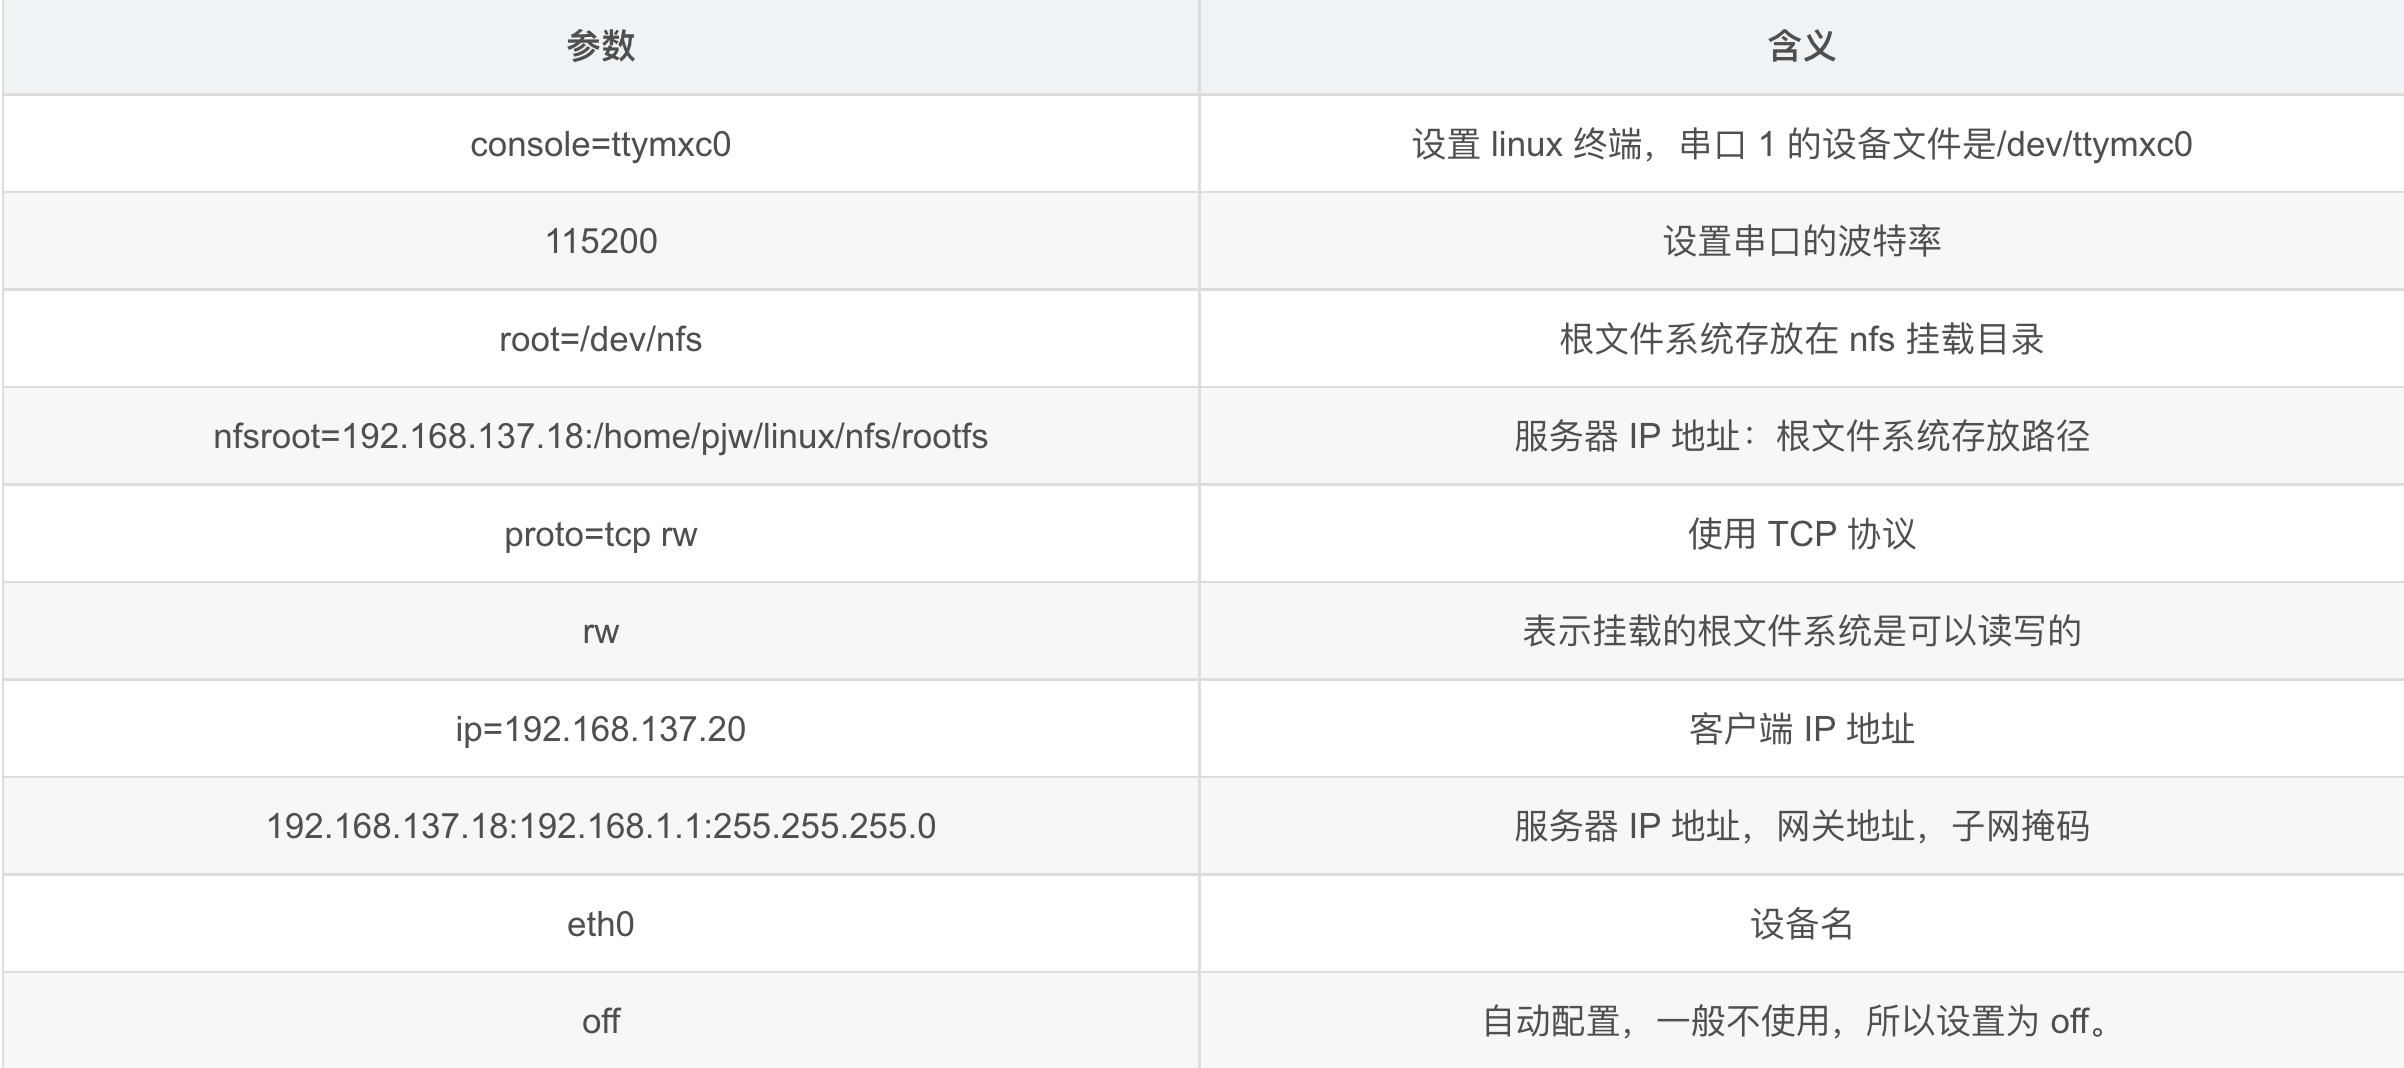 参数 含义
console=ttymxc0 设置 linux 终端，串口 1 的设备文件是/dev/ttymxc0
115200 设置串口的波特率
root=/dev/nfs 根文件系统存放在 nfs 挂载目录
nfsroot=192.168.137.18:/home/pjw/linux/nfs/rootfs 服务器 IP 地址：根文件系统存放路径
proto=tcp rw 使用 TCP 协议
rw 表示挂载的根文件系统是可以读写的
ip=192.168.137.20 客户端 IP 地址
192.168.137.18:192.168.1.1:255.255.255.0 服务器 IP 地址，网关地址，子网掩码
eth0 设备名
off 自动配置，一般不使用，所以设置为 off。